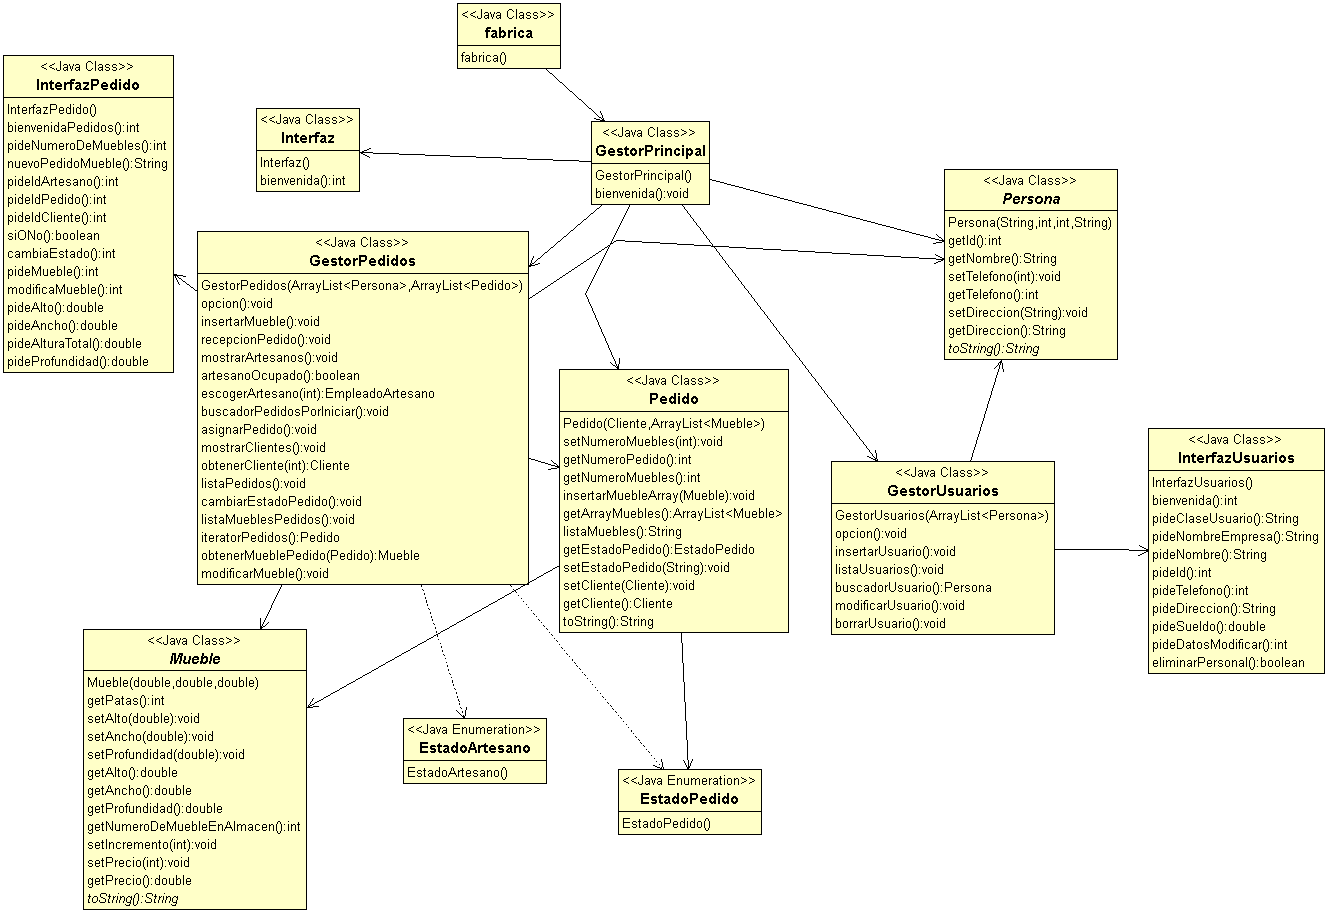 <<Java Class>>
fabrica
fabrica()
<<Java Class>>
InterfazPedido
InterfazPedido()
bienvenidaPedidos():int
pideNumeroDeMuebles():int
nuevoPedidoMueble():String
pideIdArtesano():int
pideIdPedido():int
pideIdCliente():int
siONo():boolean
cambiaEstado():int
pideMueble():int
modificaMueble():int
pideAlto():double
pideAncho():double
pideAlturaTotal():double
pideProfundidad():double
<<Java Class>>
Interfaz
Interfaz()
bienvenida():int
<<Java Class>>
GestorPrincipal
GestorPrincipal()
bienvenida():void
<<Java Class>>
Persona
Persona(String,int,int,String)
getId():int
getNombre():String
setTelefono(int):void
getTelefono():int
setDireccion(String):void
getDireccion():String
toString():String
<<Java Class>>
GestorPedidos
GestorPedidos(ArrayList<Persona>,ArrayList<Pedido>)
opcion():void
insertarMueble():void
recepcionPedido():void
mostrarArtesanos():void
artesanoOcupado():boolean
escogerArtesano(int):EmpleadoArtesano
buscadorPedidosPorIniciar():void
asignarPedido():void
mostrarClientes():void
obtenerCliente(int):Cliente
listaPedidos():void
cambiarEstadoPedido():void
listaMueblesPedidos():void
iteratorPedidos():Pedido
obtenerMueblePedido(Pedido):Mueble
modificarMueble():void
<<Java Class>>
Pedido
Pedido(Cliente,ArrayList<Mueble>)
setNumeroMuebles(int):void
getNumeroPedido():int
getNumeroMuebles():int
insertarMuebleArray(Mueble):void
getArrayMuebles():ArrayList<Mueble>
listaMuebles():String
getEstadoPedido():EstadoPedido
setEstadoPedido(String):void
setCliente(Cliente):void
getCliente():Cliente
toString():String
<<Java Class>>
GestorUsuarios
GestorUsuarios(ArrayList<Persona>)
opcion():void
insertarUsuario():void
listaUsuarios():void
buscadorUsuario():Persona
modificarUsuario():void
borrarUsuario():void
<<Java Class>>
InterfazUsuarios
InterfazUsuarios()
bienvenida():int
pideClaseUsuario():String
pideNombreEmpresa():String
pideNombre():String
pideId():int
pideTelefono():int
pideDireccion():String
pideSueldo():double
pideDatosModificar():int
eliminarPersonal():boolean
<<Java Class>>
Mueble
Mueble(double,double,double)
getPatas():int
setAlto(double):void
setAncho(double):void
setProfundidad(double):void
getAlto():double
getAncho():double
getProfundidad():double
getNumeroDeMuebleEnAlmacen():int
setIncremento(int):void
setPrecio(int):void
getPrecio():double
toString():String
<<Java Enumeration>>
EstadoArtesano
EstadoArtesano()
<<Java Enumeration>>
EstadoPedido
EstadoPedido()